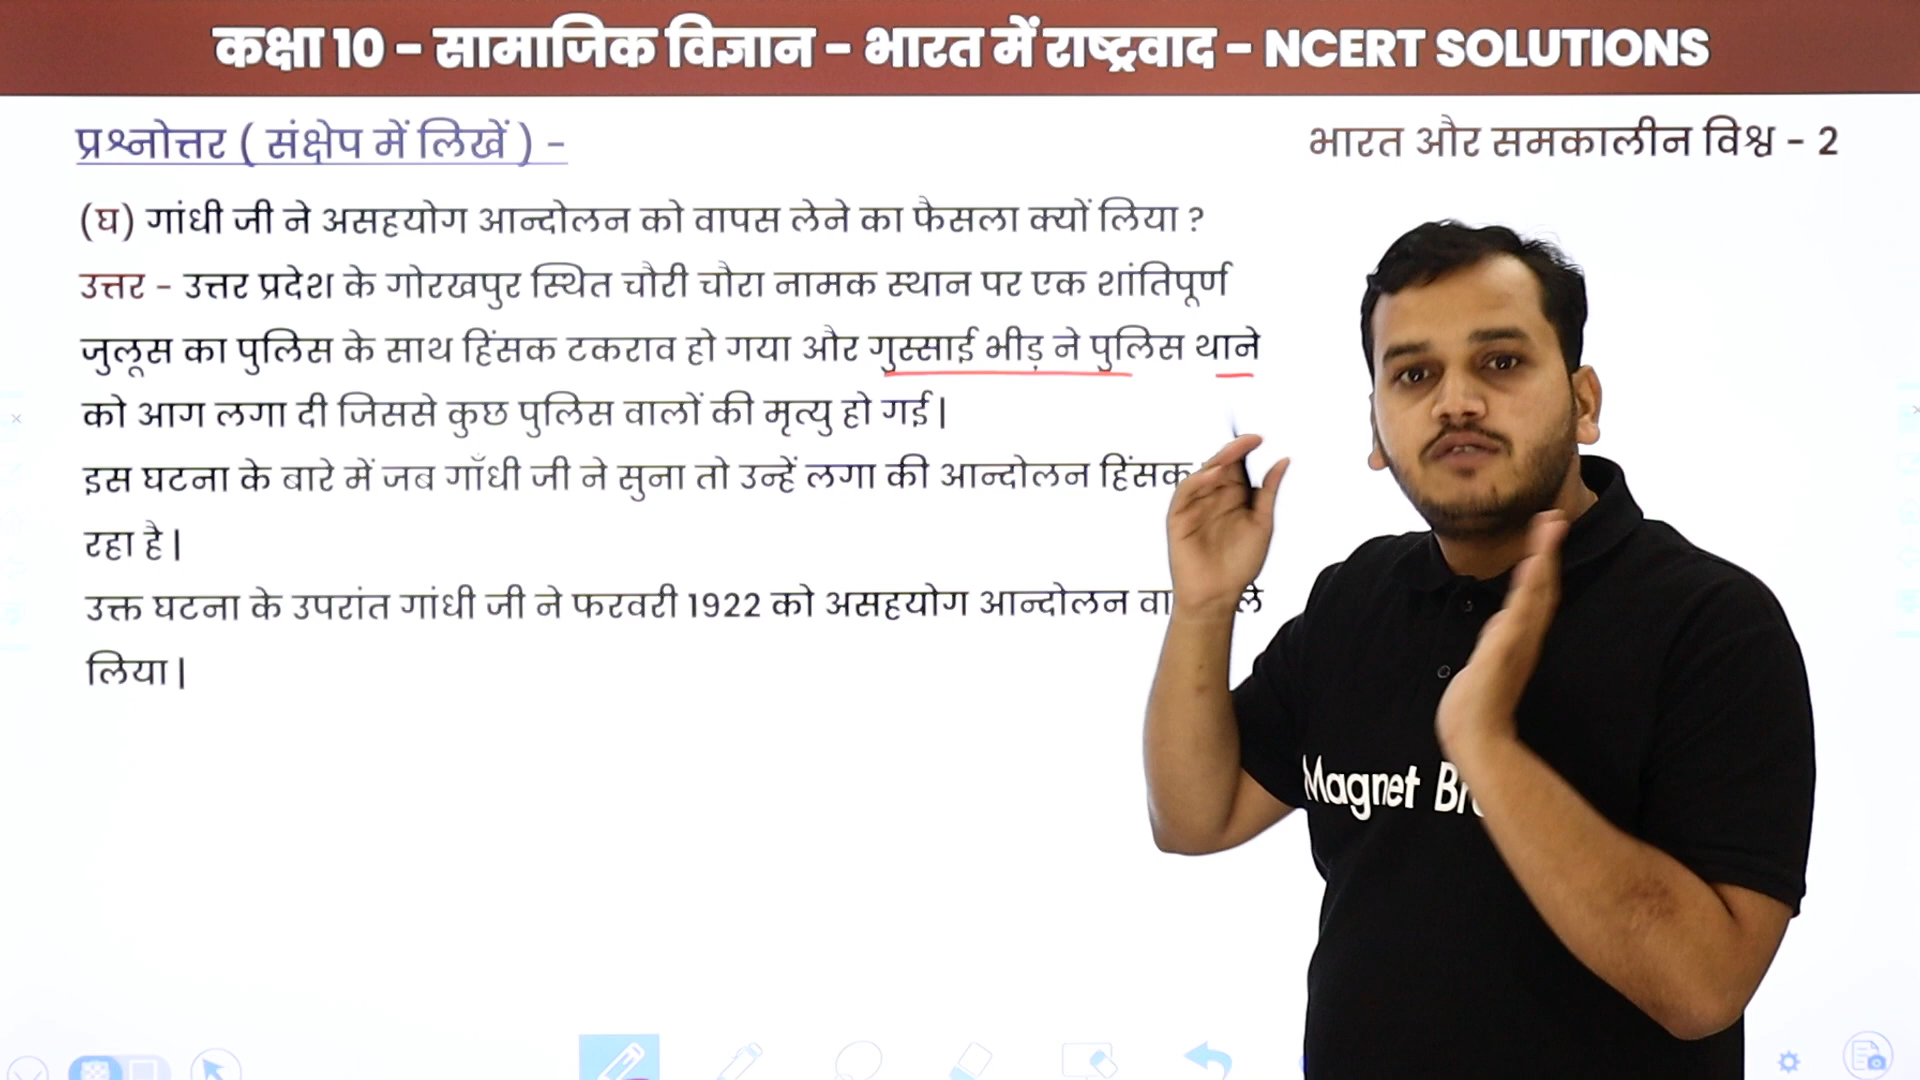 कक्षा 10 – सामाजिक विज्ञान – भारत में राष्ट्रवाद – NCERT SOLUTIONS
प्रश्नोत्तर ( संक्षेप में लिखें ) –
भारत और समकालीन विश्व - 2
(घ) गांधी जी ने असहयोग आन्दोलन को वापस लेने का फैसला क्यों लिया ?
उत्तर - उत्तर प्रदेश के गोरखपुर स्थित चौरी चौरा नामक स्थान पर एक शांतिपूर्ण
जुलूस का पुलिस के साथ हिंसक टकराव हो गया और गुस्साई भीड़ ने पुलिस थाने
को आग लगा दी जिससे कुछ पुलिस वालों की मृत्यु हो गई |
इस घटना के बारे में जब गाँधी जी ने सुना तो उन्हें लगा की आन्दोलन हिंसक
रहा है |
उक्त घटना के उपरांत गांधी जी ने फरवरी 1922 को असहयोग आन्दोलन ले
लिया |
Magnet